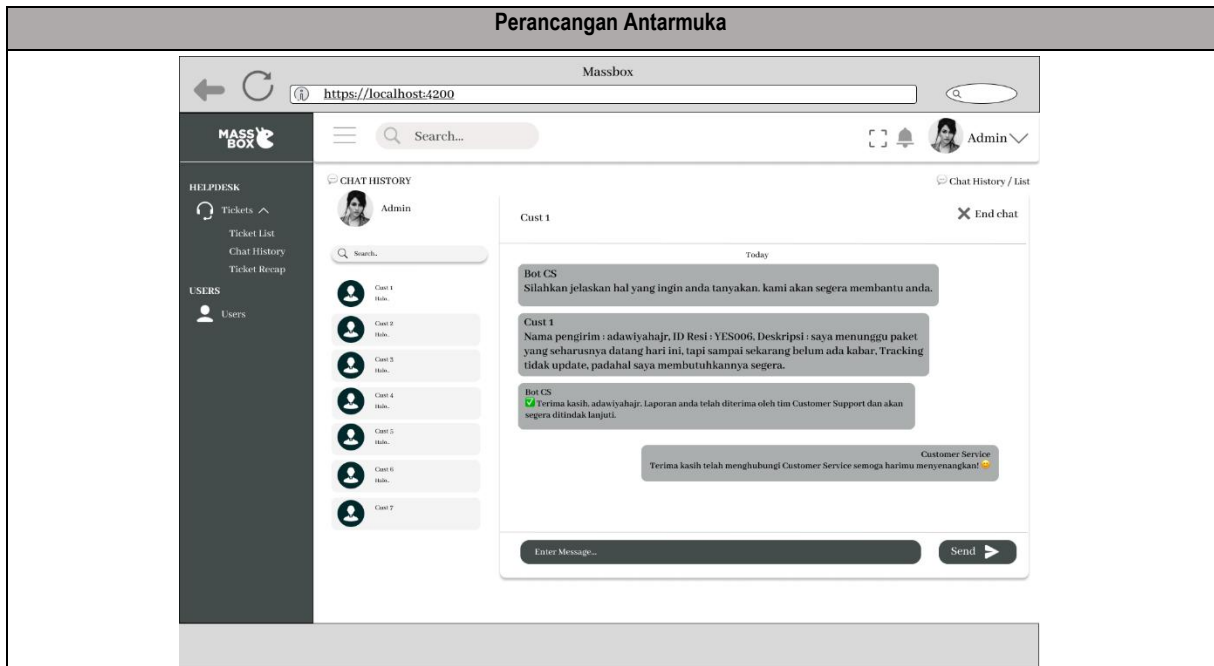 Perancangan Antarmuka
Massbox
https://localhost:4200
MASS
BOX
Search...
Admin
HELPDESK
Tickets
Ticket List
Chat History
Ticket Recap
USERS
Users
CHAT HISTORY
Chat History / List
Admin
Search..
Cust 1
Halo..
Cust 2
Halo..
Cust 3
Halo..
Cust 4
Halo..
Cust 5
Halo..
Cust 6
Halo..
Cust 7
Cust 1
End chat
Today
Bot CS
Silahkan jelaskan hal yang ingin anda tanyakan. kami akan segera membantu anda.
Cust 1
Nama pengirim : adawiyahajr, ID Resi : YES006, Deskripsi : saya menunggu paket
yang seharusnya datang hari ini, tapi sampai sekarang belum ada kabar, Tracking
tidak update, padahal saya membutuhkannya segera.
Bot CS
✅ Terima kasih, adawiyahajr. Laporan anda telah diterima oleh tim Customer Support dan akan
segera ditindak lanjuti.
Customer Service
Terima kasih telah menghubungi Customer Service semoga harimu menyenangkan! 😊
Enter Message...
Send